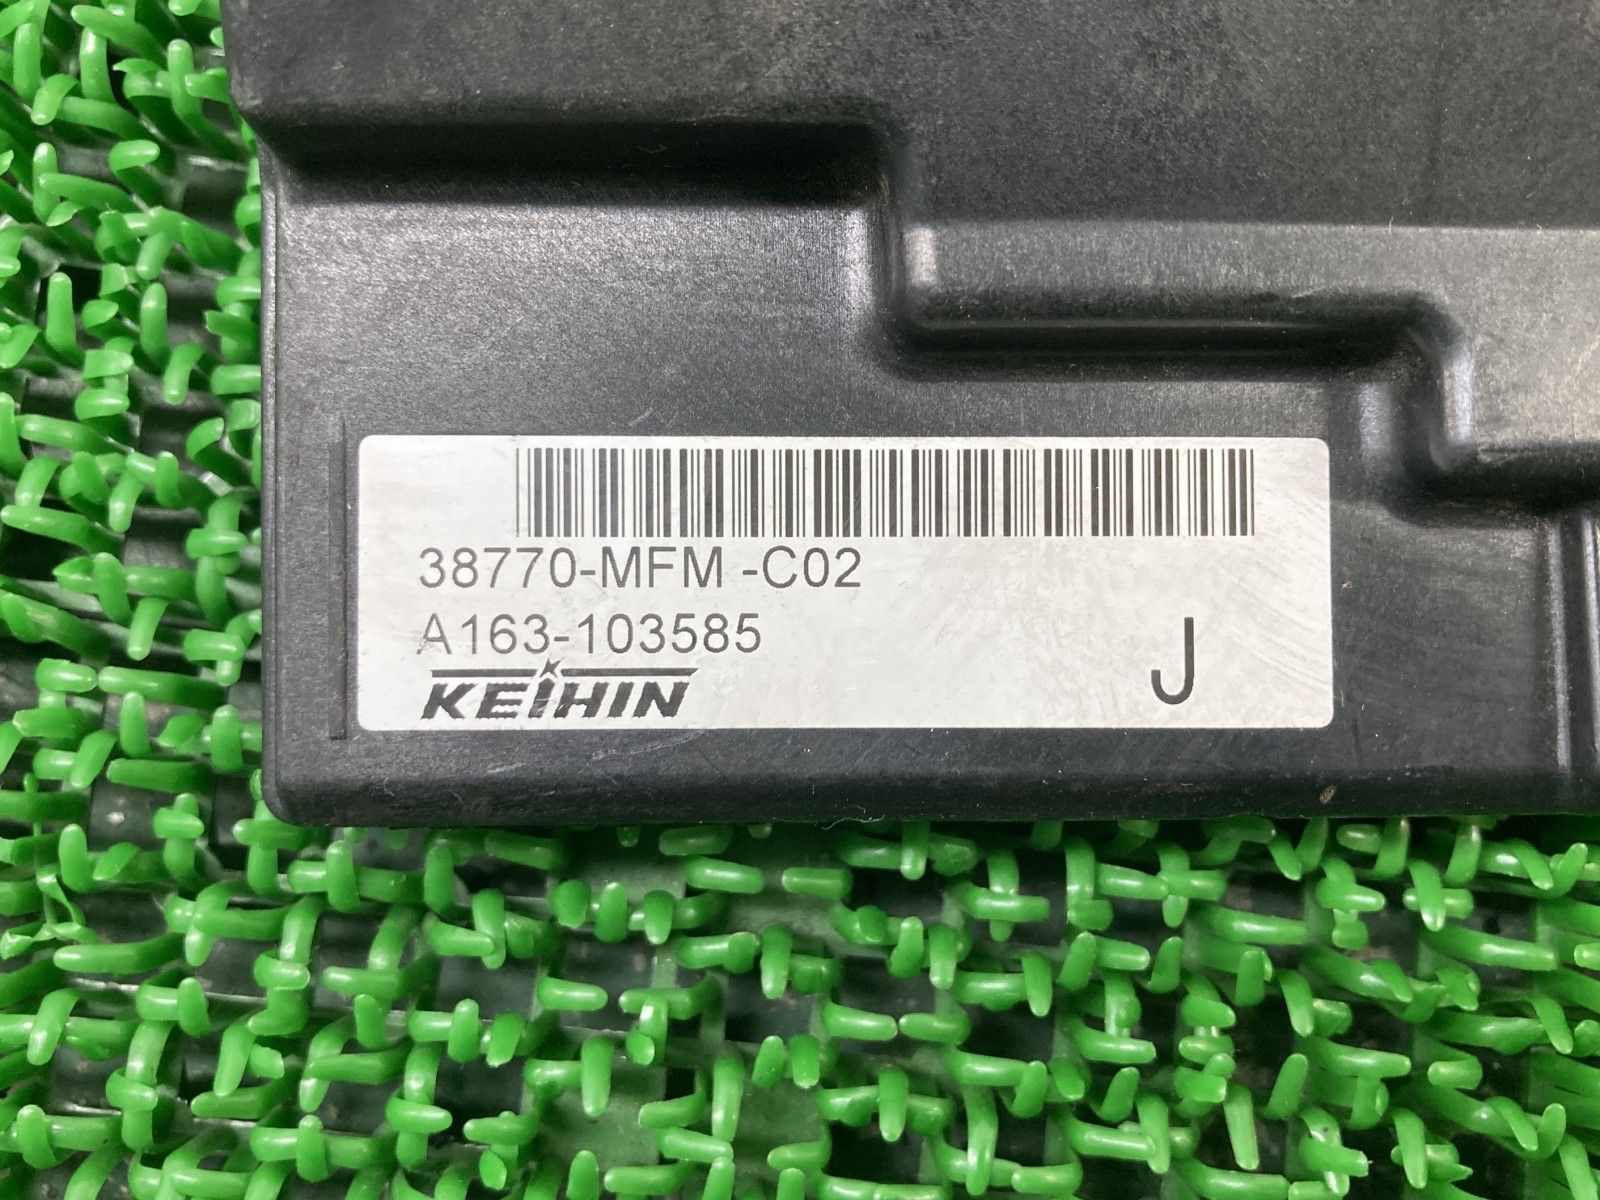 38770-MFM -C02
A163-103585
KEIHIN
J